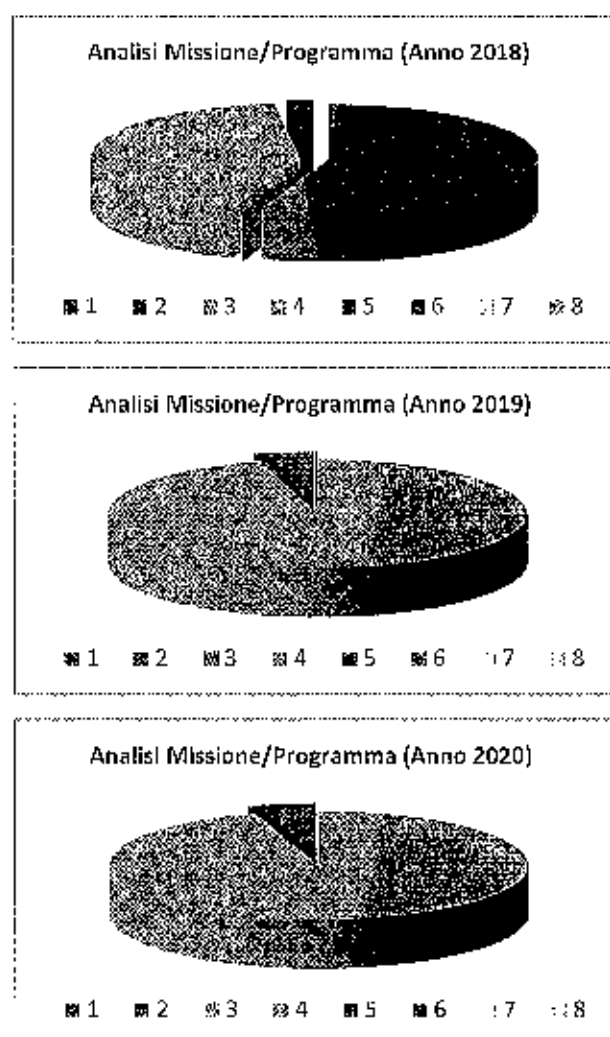 Analisi Missione/Programma (Anno 2018)
1 2 3 4 5 6 7 8
Analisi Missione/Programma (Anno 2019)
1 2 3 4 5 6 7 8
Analisi Missione/Programma (Anno 2020)
1 2 3 4 5 6 7 8